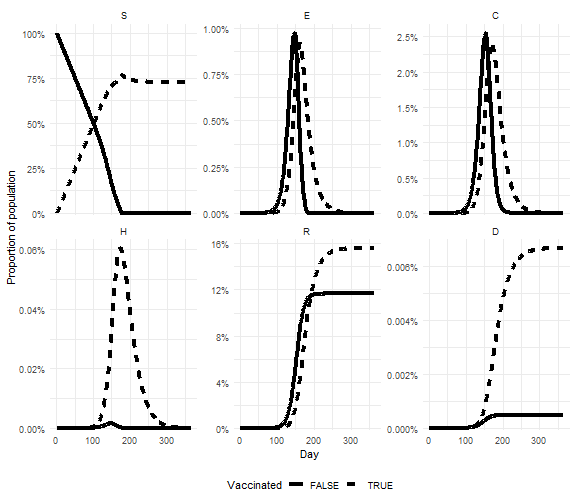 S E C
100% 1.00% 2.5%
75% 0.75% 2.0%
50% 0.50% 1.5%
1.0%
25% 0.25% 0.5%
0% 0.00% 0.0%
Proportion of population
H R D
0.06% 16% 0.006%
0.04% 12% 0.004%
8%
0.02% 4% 0.002%
0.00% 0% 0.000%
0 100 200 300 0 100 200 300 0 100 200 300
Day
Vaccinated FALSE TRUE